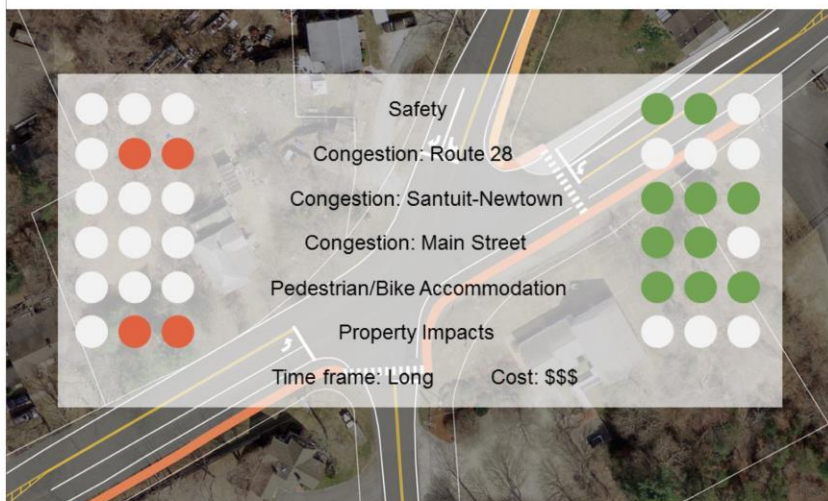 Safety
Congestion: Route 28
Congestion: Santuit-Newtown
Congestion: Main Street
Pedestrian/Bike Accommodation
Property Impacts
Time frame: Long Cost: $$$